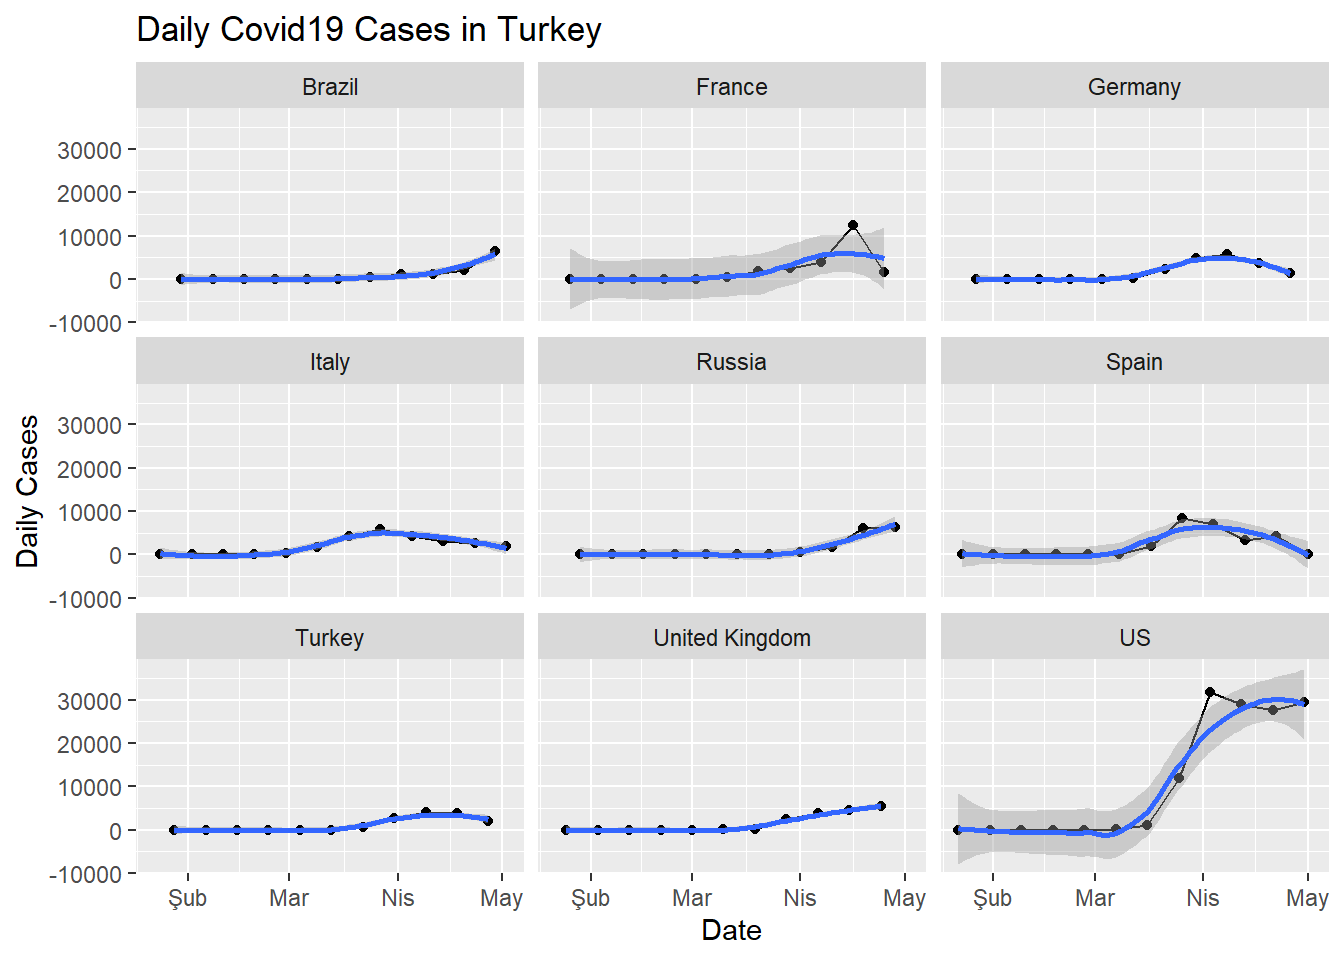 Daily Covid19 Cases in Turkey
Brazil France Germany
30000
20000
10000
0
-10000
Italy Russia Spain
30000
20000
10000
0
-10000
Daily Cases
Turkey United Kingdom US
30000
20000
10000
0
-10000
Şub Mar Nis May Şub Mar Nis May Şub Mar Nis May
Date